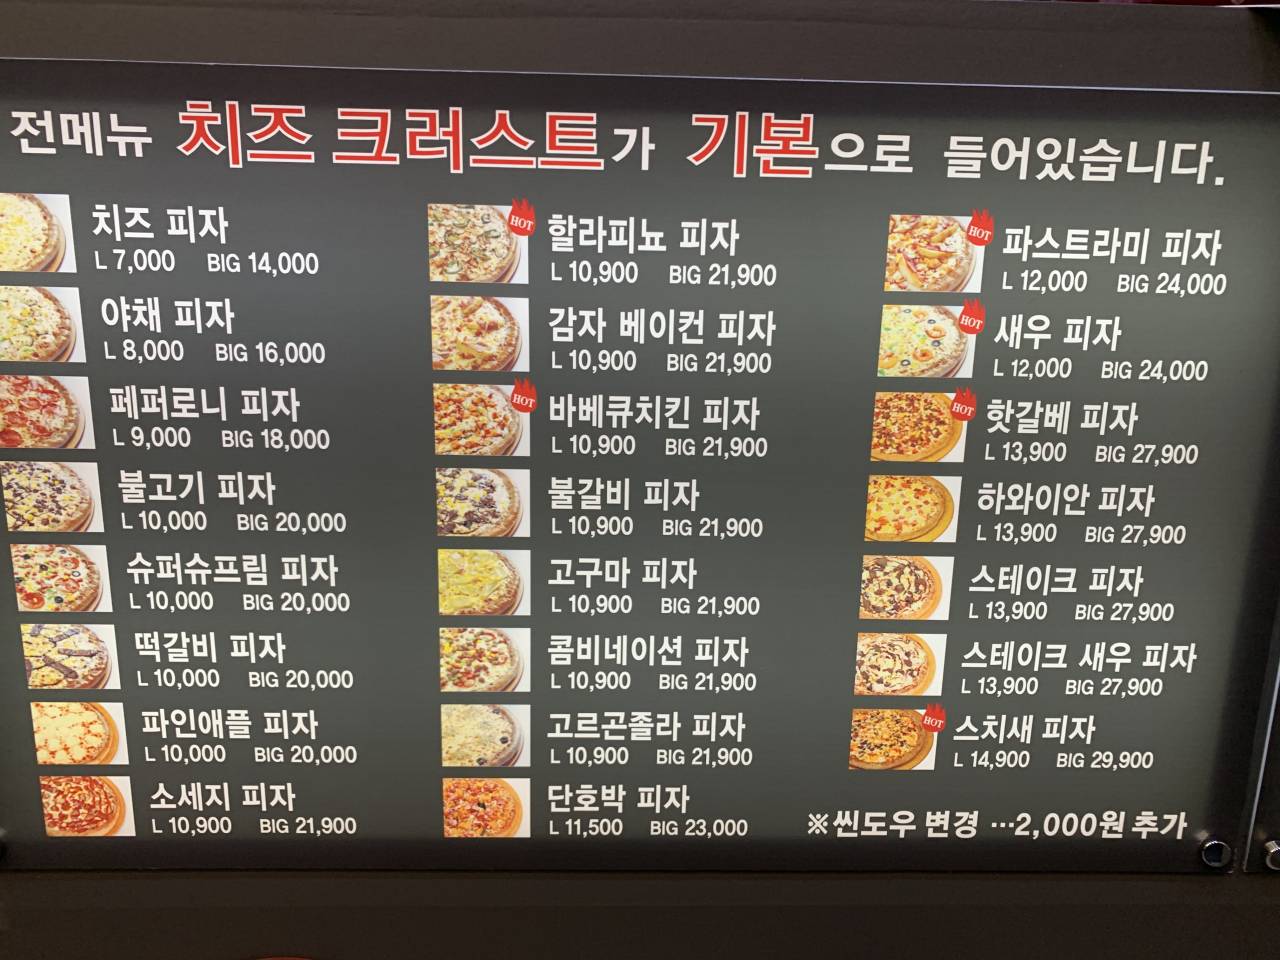 전메뉴 치즈 크러스트가 기본으로 들어있습니다.
치즈 피자
L 7,000 BIG 14,000
야채 피자
L 8,000 BIG 16,000
페퍼로니 피자
L 9,000 BIG 18,000
불고기 피자
L 10,000 BIG 20,000
슈퍼슈프림 피자
L 10,000 BIG 20,000
떡갈비 피자
L 10,000 BIG 20,000
파인애플 피자
L 10,000 BIG 20,000
소세지 피자
L 10,900 BIG 21,900
HOT
할라피뇨 피자
L 10,900 BIG 21,900
감자 베이컨 피자
L 10,900 BIG 21,900
HOT
바베큐치킨 피자
L 10,900 BIG 21,900
불갈비 피자
L 10,900 BIG 21,900
고구마 피자
L 10,900 BIG 21,900
콤비네이션 피자
L 10,900 BIG 21,900
고르곤졸라 피자
L 10,900 BIG 21,900
단호박 피자
L 11,500 BIG 23,000
HOT
파스트라미 피자
L 12,000 BIG 24,000
HOT
새우 피자
L 12,000 BIG 24,000
HOT
핫갈베 피자
L 13,900 BIG 27,900
하와이안 피자
L 13,900 BIG 27,900
스테이크 피자
L 13,900 BIG 27,900
스테이크 새우 피자
L 13,900 BIG 27,900
HOT
스치새 피자
L 14,900 BIG 29,900
※씬도우 변경 …2,000원 추가